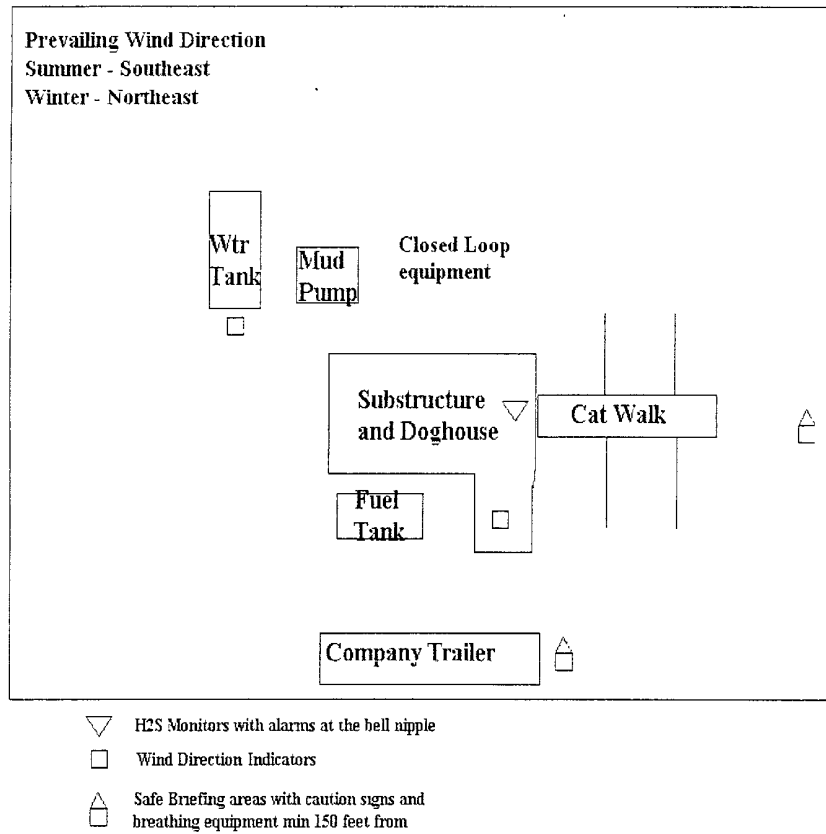 Prevailing Wind Direction
Summer - Southeast
Winter - Northeast
Wtr
Tank
Mud
Pump
Closed Loop
equipment
Substructure
and Doghouse
Cat Walk
Fuel
Tank
Company Trailer
H2S Monitors with alarms at the bell nipple
Wind Direction Indicators
Safe Briefing areas with caution signs and
breathing equipment min 150 feet from